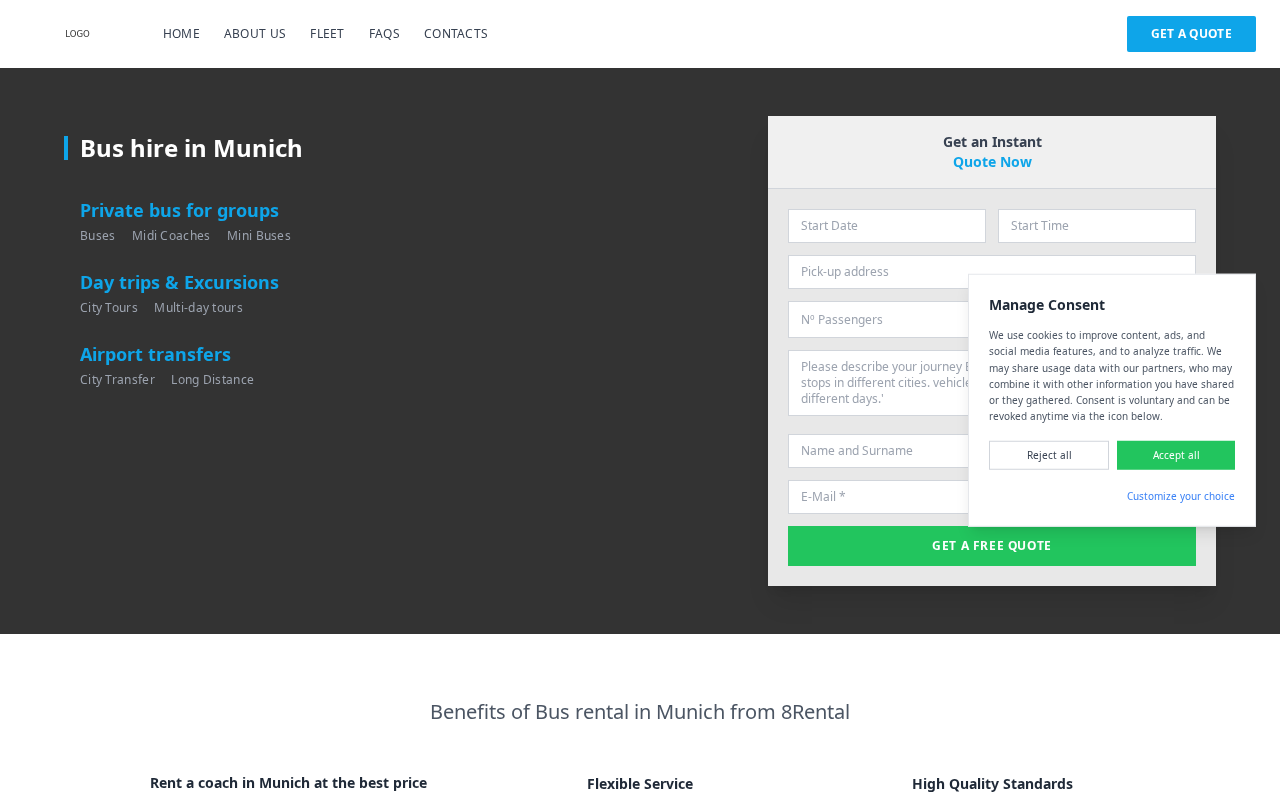 LOGO
HOME
ABOUT US
FLEET
FAQS
CONTACTS
GET A QUOTE
Bus hire in Munich
Private bus for groups
Buses
Midi Coaches
Mini Buses
Day trips & Excursions
City Tours
Multi-day tours
Airport transfers
City Transfer
Long Distance
Get an Instant
Quote Now
Start Date
Start Time
Pick-up address
Nº Passengers
Please describe your journey
stops in different cities.
different days.'
Name and Surname
E-Mail *
GET A FREE QUOTE
Manage Consent
We use cookies to improve content, ads, and
social media features, and to analyze traffic. We
may share usage data with our partners, who may
combine it with other information you have shared
or they gathered. Consent is voluntary and can be
revoked anytime via the icon below.
Reject all
Accept all
Customize your choice
Benefits of Bus rental in Munich from 8Rental
Rent a coach in Munich at the best price
Flexible Service
High Quality Standards